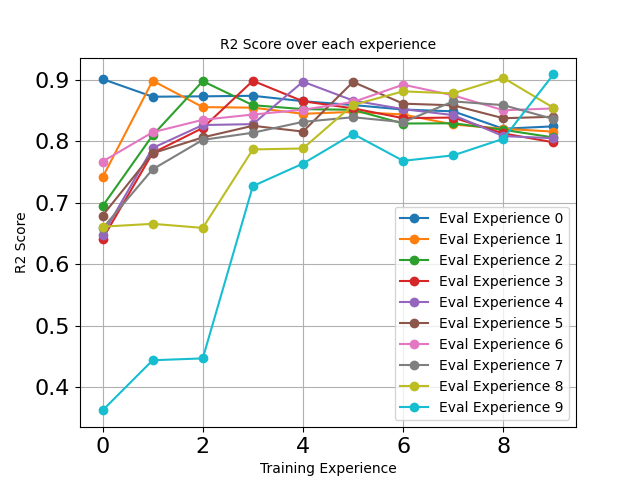 R2 Score over each experience
0.9
0.8
0.7
0.6
0.5
0.4
R2 Score
0 2 4 6 8
Training Experience
Eval Experience 0
Eval Experience 1
Eval Experience 2
Eval Experience 3
Eval Experience 4
Eval Experience 5
Eval Experience 6
Eval Experience 7
Eval Experience 8
Eval Experience 9